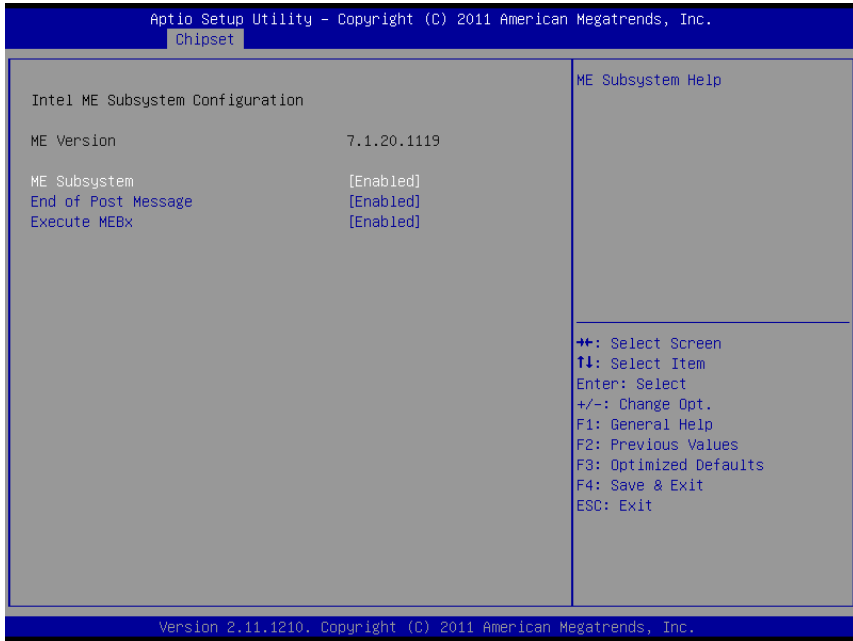 Aptio Setup Utility – Copyright (C) 2011 American Megatrends, Inc.
Chipset
Intel ME Subsystem Configuration
ME Version 7.1.20.1119
ME Subsystem [Enabled]
End of Post Message [Enabled]
Execute MEBx [Enabled]
ME Subsystem Help
→←: Select Screen
↑↓: Select Item
Enter: Select
+/-: Change Opt.
F1: General Help
F2: Previous Values
F3: Optimized Defaults
F4: Save & Exit
ESC: Exit
Version 2.11.1210. Copyright (C) 2011 American Megatrends, Inc.